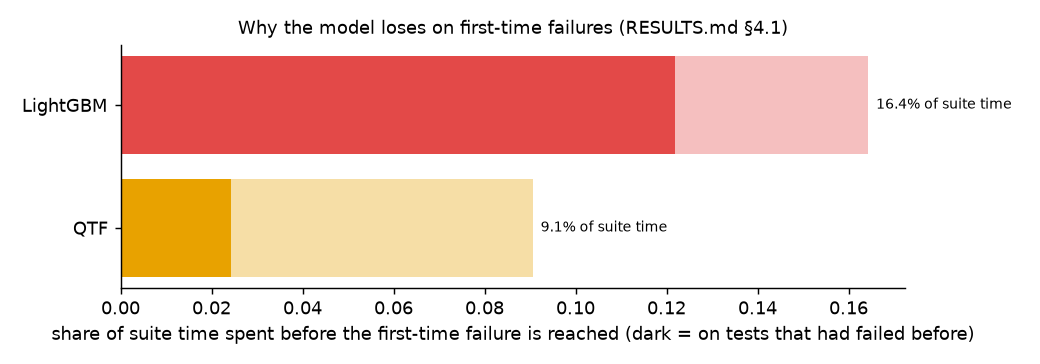 Why the model loses on first-time failures (RESULTS.md §4.1)
LightGBM
16.4% of suite time
QTF
9.1% of suite time
0.00 0.02 0.04 0.06 0.08 0.10 0.12 0.14 0.16
share of suite time spent before the first-time failure is reached (dark = on tests that had failed before)